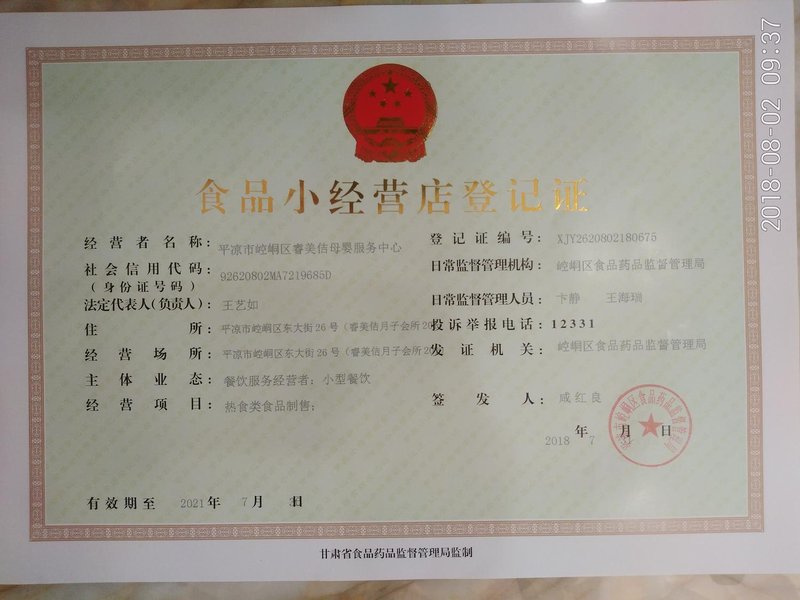 食品小经营店登记证
经营者名称：平凉市崆峒区睿美佶母婴服务中心
社会信用代码：92620802MA7219685D
（身份证号码）
法定代表人(负责人)：王艺如
住所：平凉市崆峒区东大街26号（睿美佶月子会所20
经营场所：平凉市崆峒区东大街26号（睿美佶月子会所20
主体业态：餐饮服务经营者；小型餐饮
经营项目：热食类食品制售；
有效期至 2021年7月 日
登记证编号：XJY2620802180675
日常监督管理机构：崆峒区食品药品监督管理局
日常监督管理人员：卞静 王海瑞
投诉举报电话：12331
发证机关：崆峒区食品药品监督管理局
签发人：咸红良
2018年7月 日
甘肃省食品药品监督管理局监制
2018-08-02 09:37